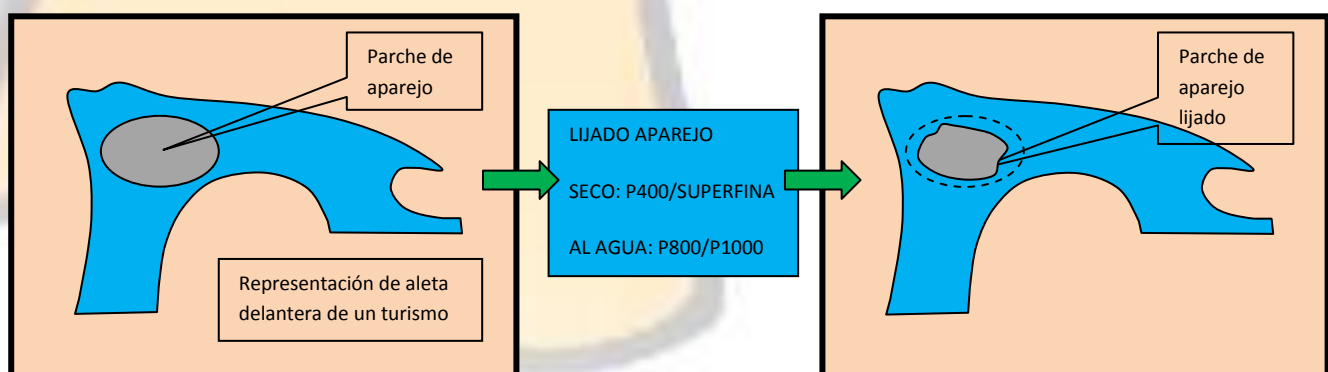 Parche de
aparejo
Representación de aleta
delantera de un turismo
LIJADO APAREJO
SECO: P400/SUPERFINA
AL AGUA: P800/P1000
Parche de
aparejo
lijado